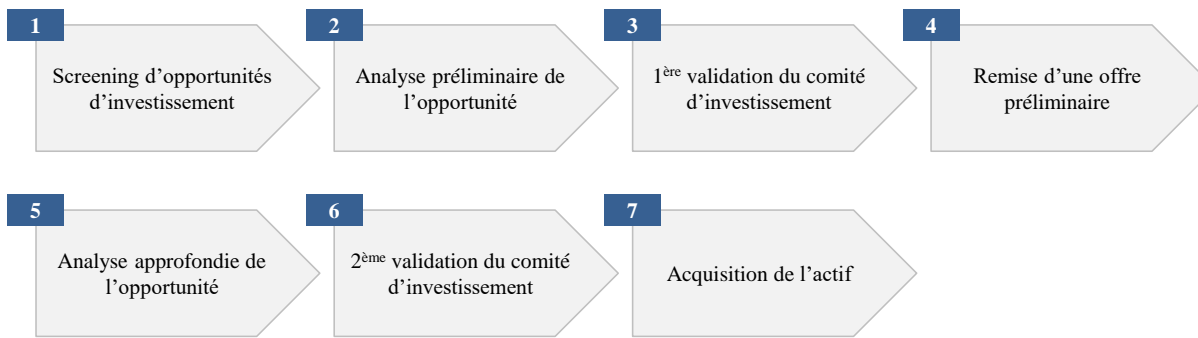 1
Screening d’opportunités
d’investissement
2
Analyse préliminaire de
l’opportunité
3
1ère validation du comité
d’investissement
4
Remise d’une offre
préliminaire
5
Analyse approfondie de
l’opportunité
6
2ème validation du comité
d’investissement
7
Acquisition de l’actif